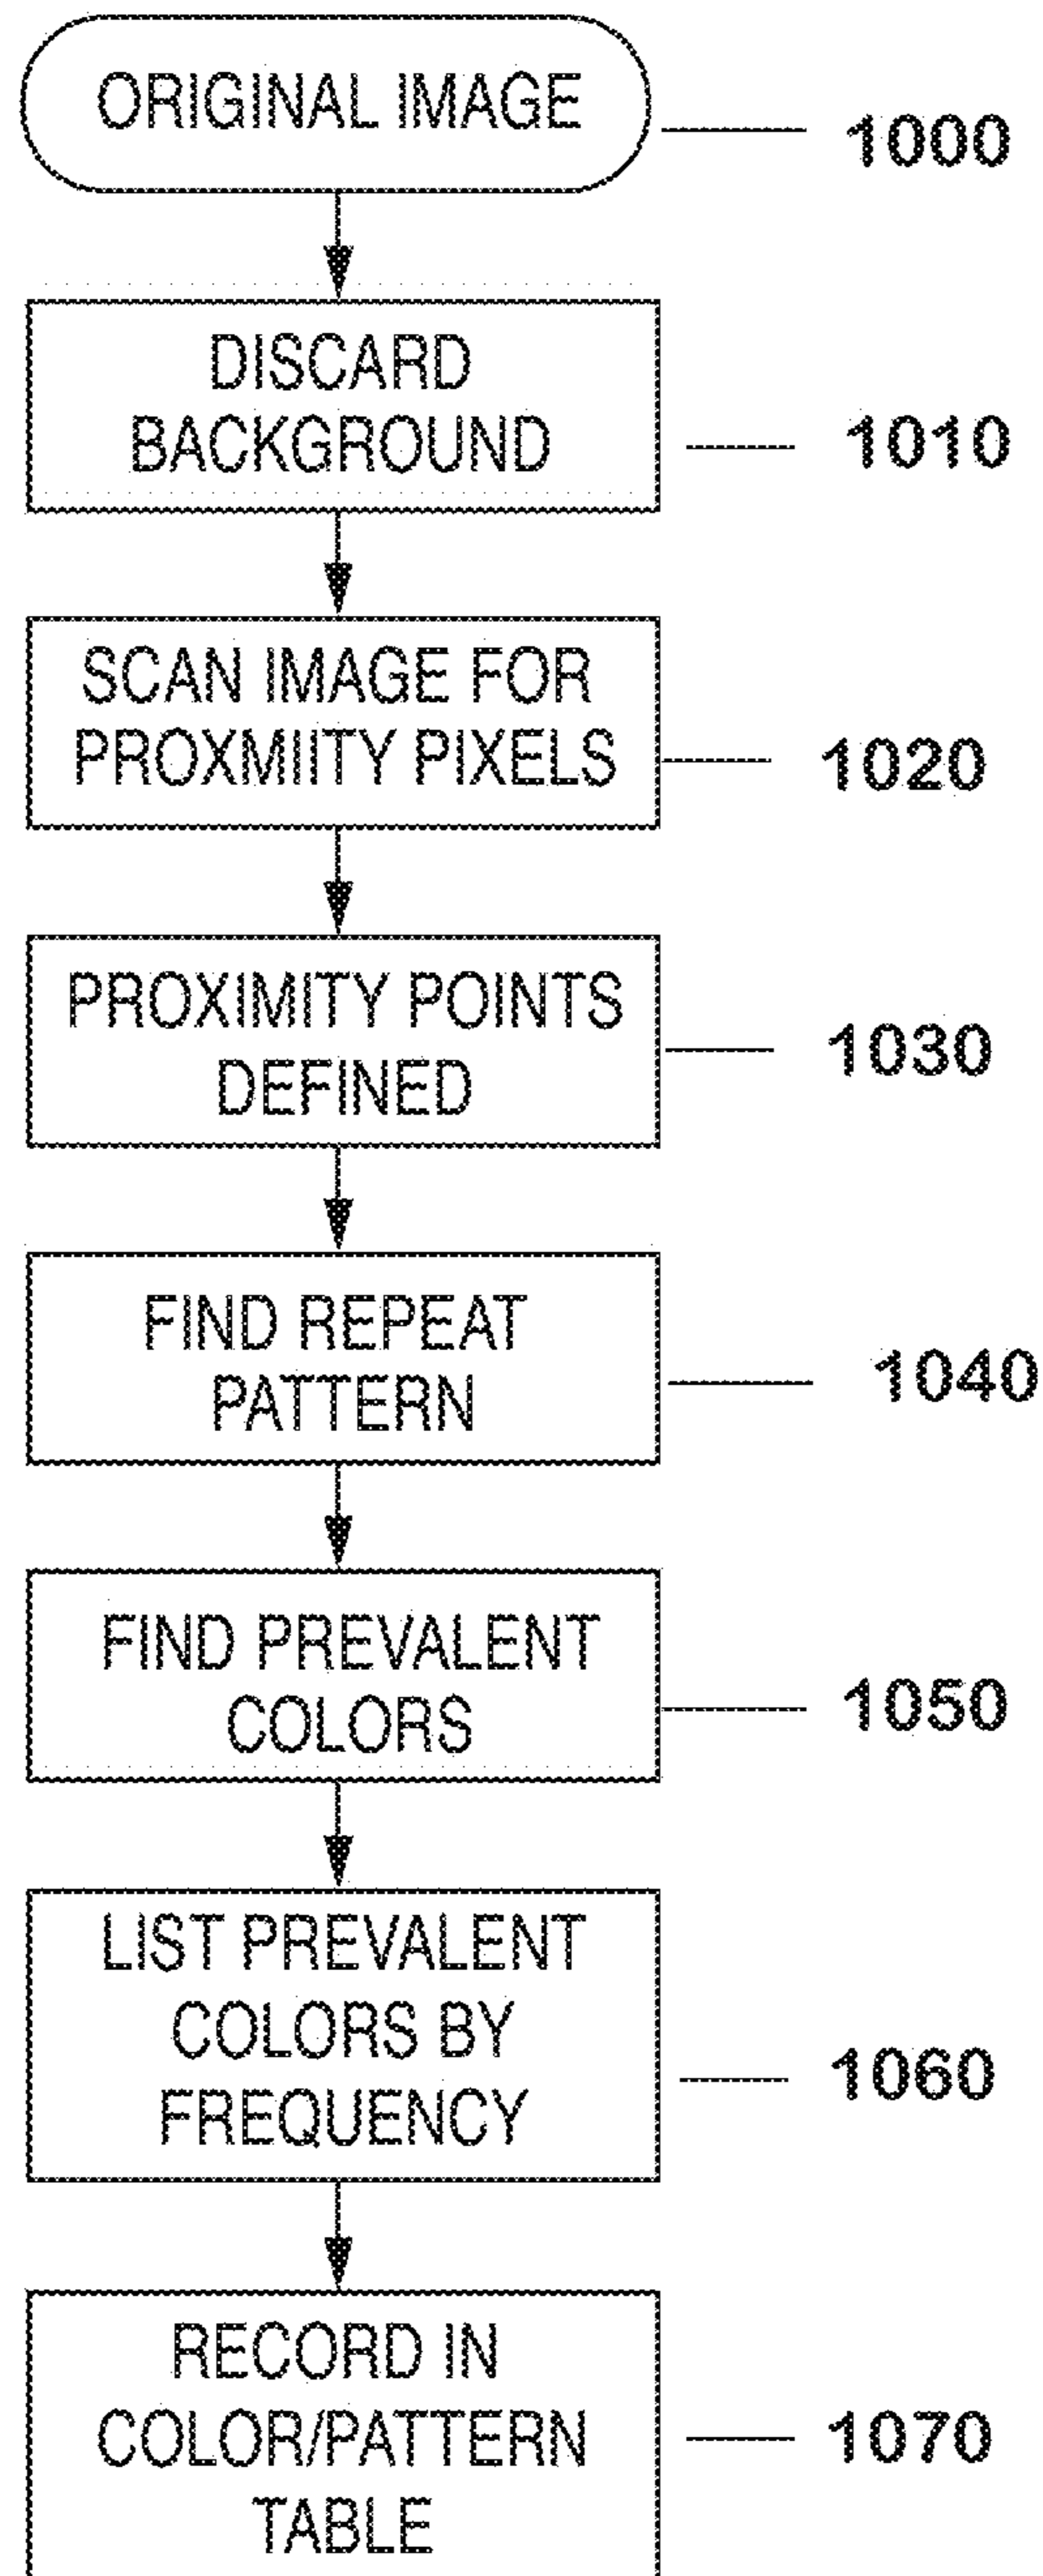 ORIGINAL IMAGE
1000
DISCARD
BACKGROUND
1010
SCAN IMAGE FOR
PROXMIITY PIXELS
1020
PROXIMITY POINTS
DEFINED
1030
FIND REPEAT
PATTERN
1040
FIND PREVALENT
COLORS
1050
LIST PREVALENT
COLORS BY
FREQUENCY
1060
RECORD IN
COLOR/PATTERN
TABLE
1070